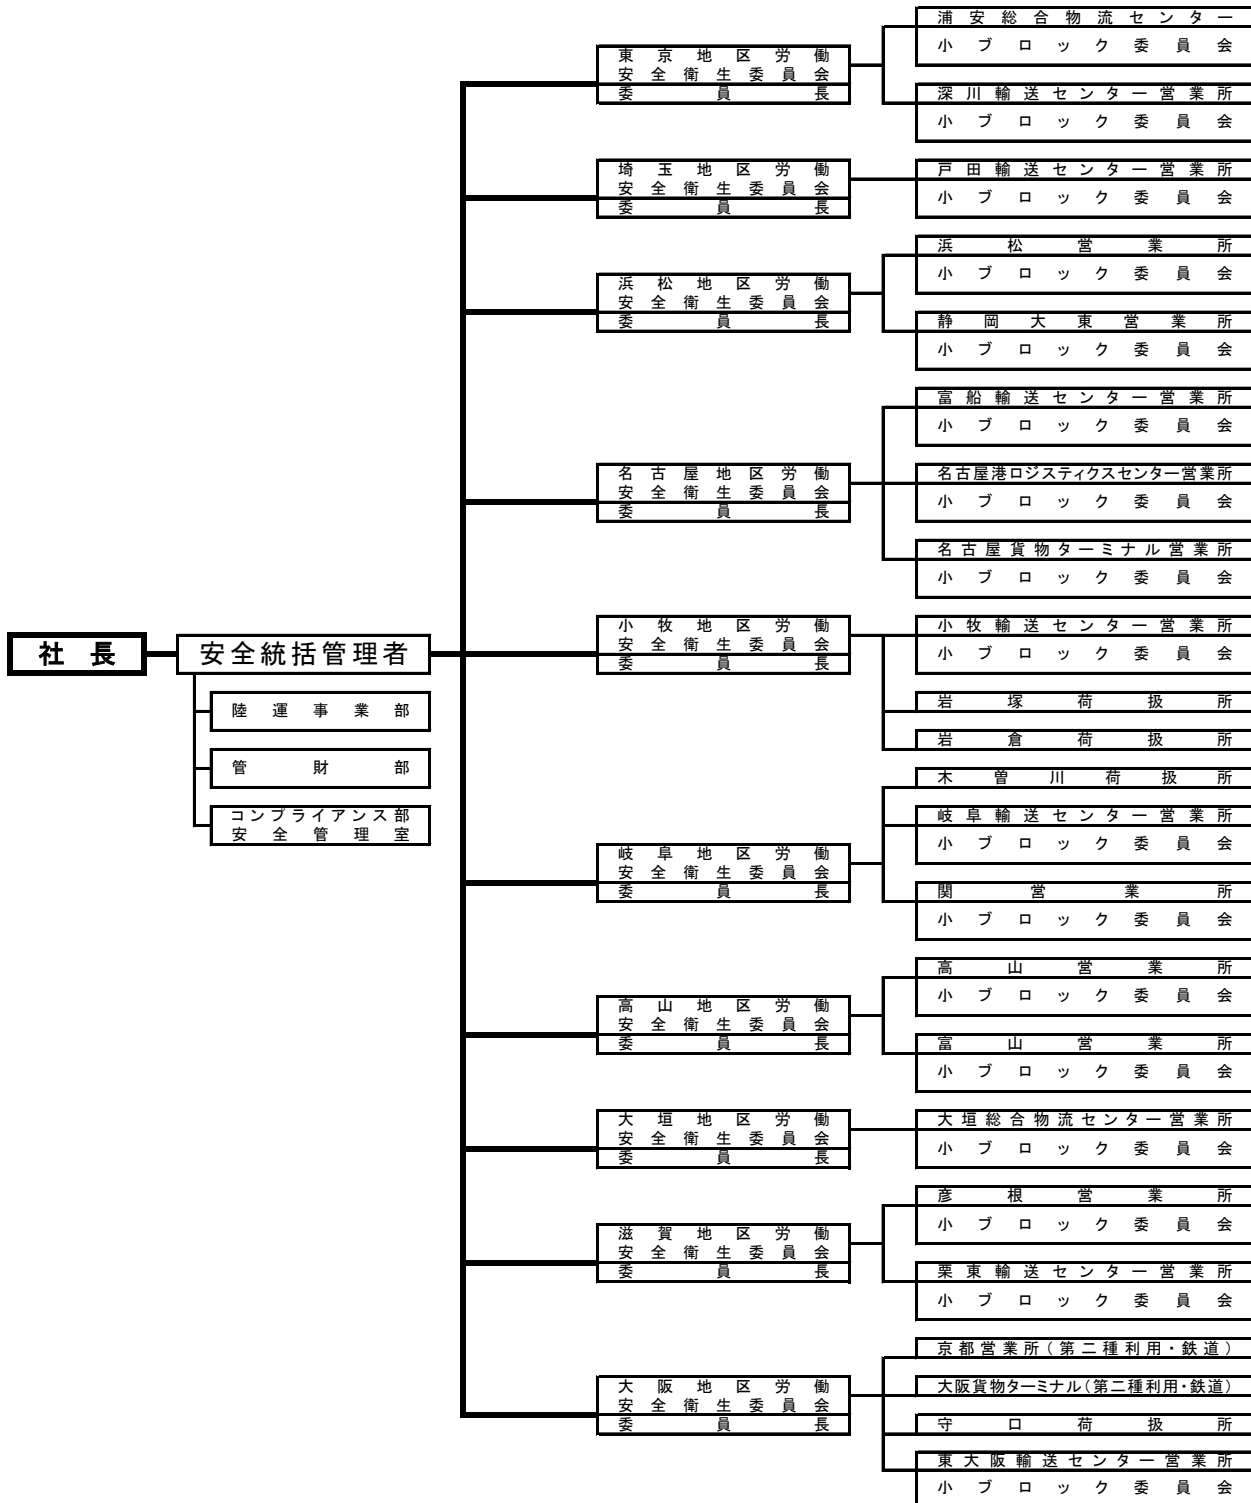 社長
安全統括管理者
陸運事業部
管財部
コンプライアンス部
安全管理室
東京地区労働
安全衛生委員会
委員長
浦安総合物流センター
小ブロック委員会
深川輸送センター営業所
小ブロック委員会
埼玉地区労働
安全衛生委員会
委員長
戸田輸送センター営業所
小ブロック委員会
浜松地区労働
安全衛生委員会
委員長
浜松営業所
小ブロック委員会
静岡大東営業所
小ブロック委員会
名古屋地区労働
安全衛生委員会
委員長
富船輸送センター営業所
小ブロック委員会
名古屋港ロジスティクスセンター営業所
小ブロック委員会
名古屋貨物ターミナル営業所
小ブロック委員会
小牧地区労働
安全衛生委員会
委員長
小牧輸送センター営業所
小ブロック委員会
岩塚荷扱所
岩倉荷扱所
岐阜地区労働
安全衛生委員会
委員長
木曽川荷扱所
岐阜輸送センター営業所
小ブロック委員会
関営業所
小ブロック委員会
高山地区労働
安全衛生委員会
委員長
高山営業所
小ブロック委員会
富山営業所
小ブロック委員会
大垣地区労働
安全衛生委員会
委員長
大垣総合物流センター営業所
小ブロック委員会
滋賀地区労働
安全衛生委員会
委員長
彦根営業所
小ブロック委員会
栗東輸送センター営業所
小ブロック委員会
大阪地区労働
安全衛生委員会
委員長
京都営業所(第二種利用・鉄道)
大阪貨物ターミナル(第二種利用・鉄道)
守口荷扱所
東大阪輸送センター営業所
小ブロック委員会